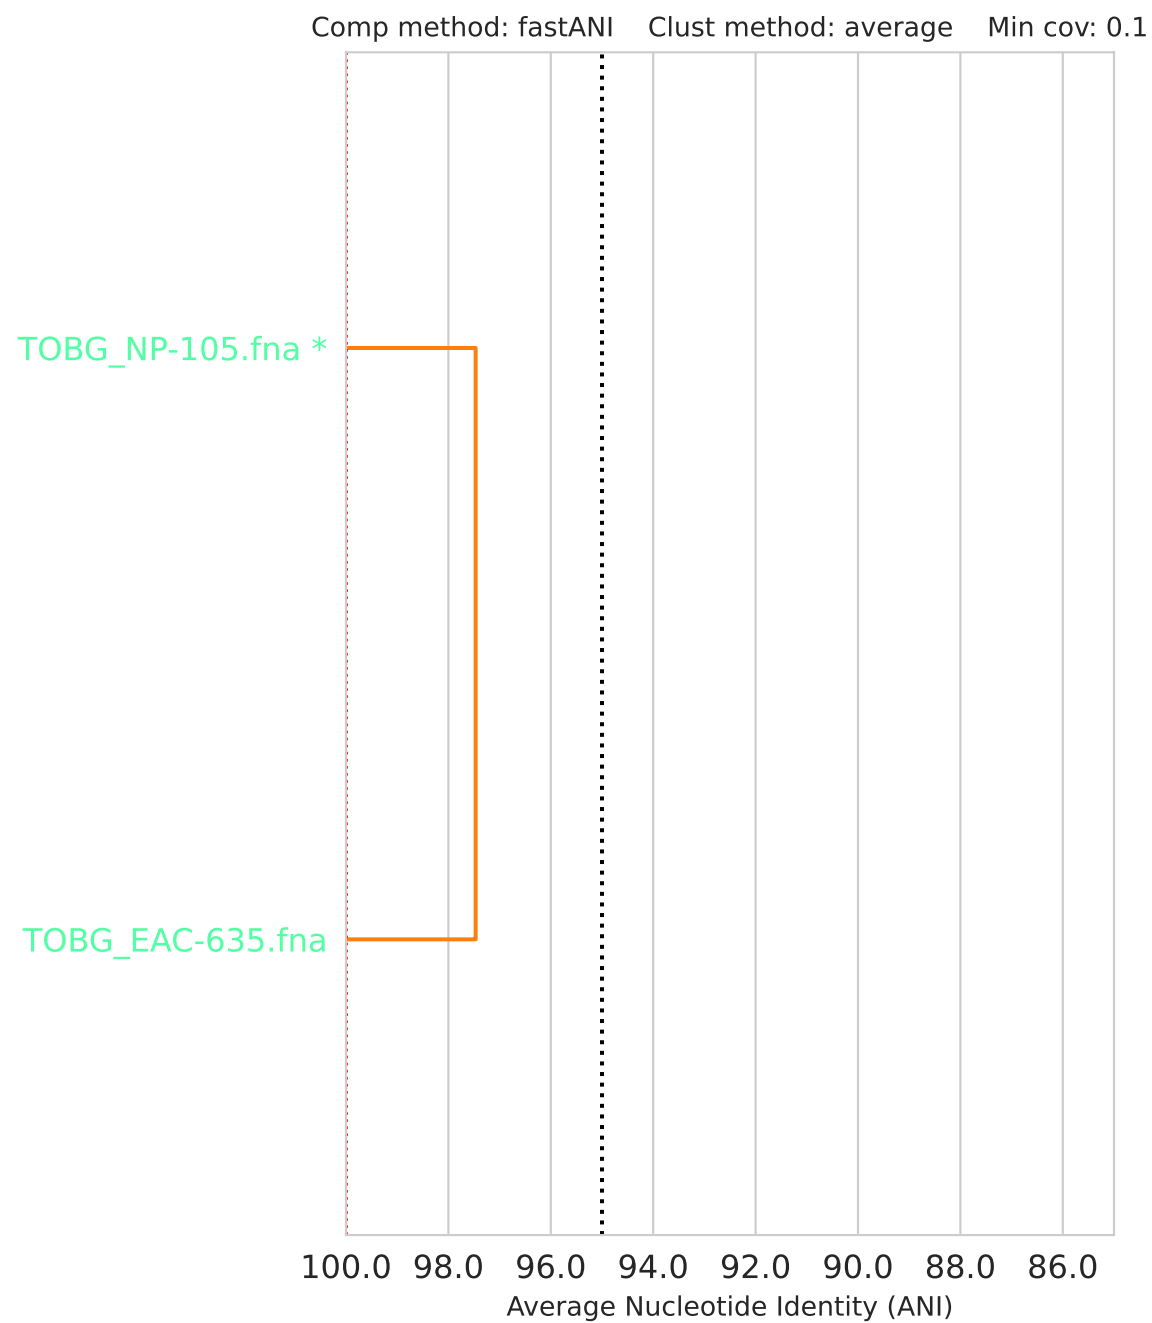 Comp method: fastANI    Clust method: average    Min cov: 0.1
TOBG_NP-105.fna *
TOBG_EAC-635.fna
100.0 98.0 96.0 94.0 92.0 90.0 88.0 86.0
Average Nucleotide Identity (ANI)